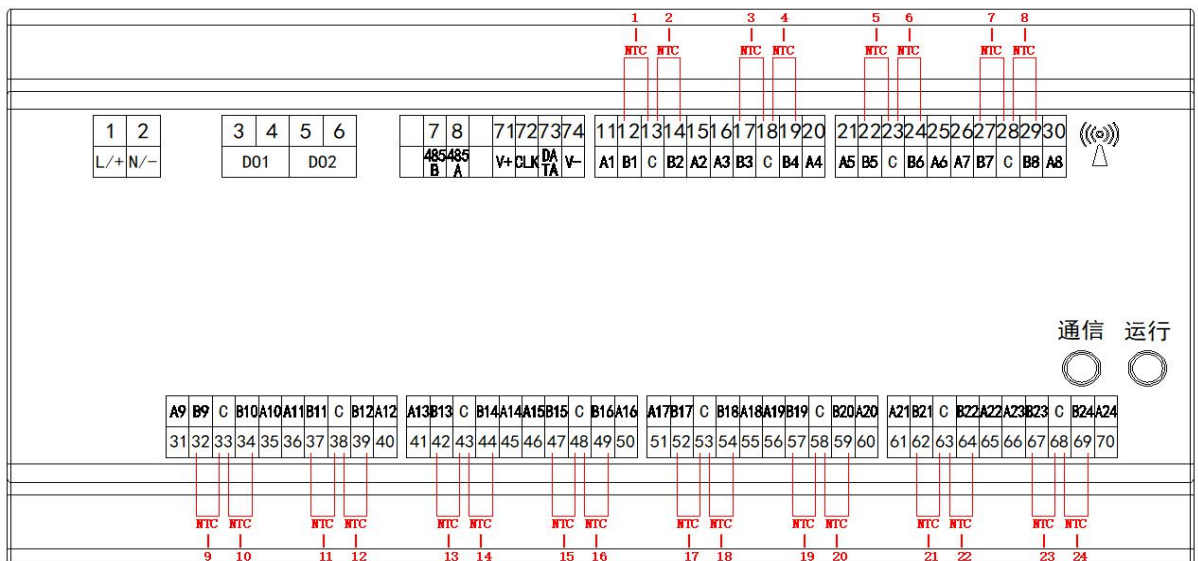 1 2 3 4 5 6 7 8
NTC NTC NTC NTC NTC NTC NTC NTC
1 2 3 4 5 6 7 8 71 72 73 74 11 12 13 14 15 16 17 18 19 20 21 22 23 24 25 26 27 28 29 30
L/+ N/- DO1 DO2 485B 485A V+ CLK DATA V- A1 B1 C B2 A2 A3 B3 C B4 A4 A5 B5 C B6 A6 A7 B7 C B8 A8
通信 运行
A9 B9 C B10 A10 A11 B11 C B12 A12 A13 B13 C B14 A14 A15 B15 C B16 A16 A17 B17 C B18 A18 A19 B19 C B20 A20 A21 B21 C B22 A22 A23 B23 C B24 A24
31 32 33 34 35 36 37 38 39 40 41 42 43 44 45 46 47 48 49 50 51 52 53 54 55 56 57 58 59 60 61 62 63 64 65 66 67 68 69 70
NTC NTC NTC NTC NTC NTC NTC NTC NTC NTC NTC NTC NTC NTC NTC NTC
9 10 11 12 13 14 15 16 17 18 19 20 21 22 23 24